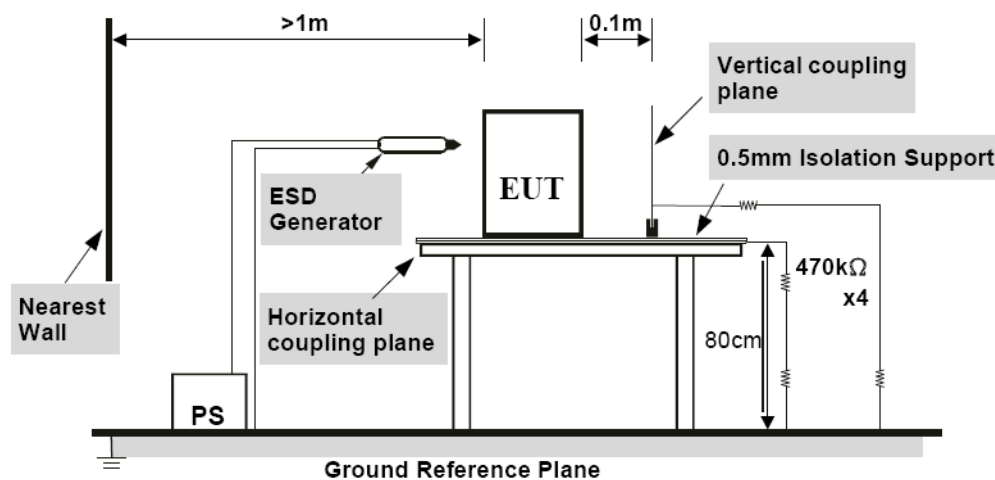 >1m
0.1m
Vertical coupling
plane
0.5mm Isolation Support
ESD
Generator
EUT
Nearest
Wall
Horizontal
coupling plane
470kΩ
x4
80cm
PS
Ground Reference Plane